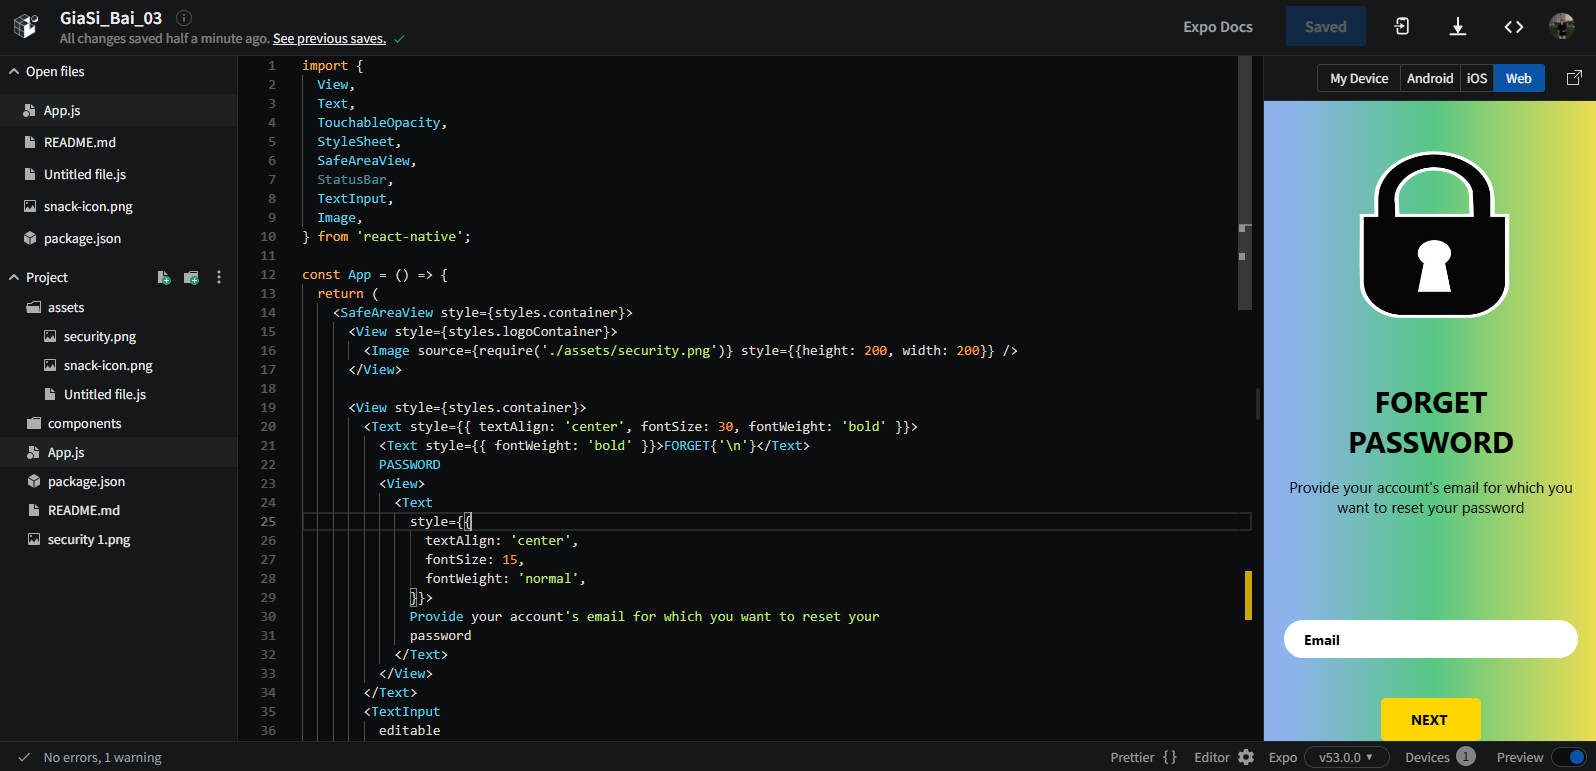 GiaSi_Bai_03
All changes saved half a minute ago. See previous saves.
Expo Docs
Saved
Open files
App.js
README.md
Untitled file.js
snack-icon.png
package.json
Project
assets
security.png
snack-icon.png
Untitled file.js
components
App.js
package.json
README.md
security 1.png
1 import {
2 View,
3 Text,
4 TouchableOpacity,
5 StyleSheet,
6 SafeAreaView,
7 StatusBar,
8 TextInput,
9 Image,
10 } from 'react-native';
11
12 const App = () => {
13 return (
14 <SafeAreaView style={styles.container}>
15 <View style={styles.logoContainer}>
16 <Image source={require('./assets/security.png')} style={{height: 200, width: 200}} />
17 </View>
18
19 <View style={styles.container}>
20 <Text style={{ textAlign: 'center', fontSize: 30, fontWeight: 'bold' }}>
21 <Text style={{ fontWeight: 'bold' }}>FORGET{'\n'}</Text>
22 PASSWORD
23 <View>
24 <Text
25 style={{
26 textAlign: 'center',
27 fontSize: 15,
28 fontWeight: 'normal',
29 }}>
30 Provide your account's email for which you want to reset your
31 password
32 </Text>
33 </View>
34 </Text>
35 <TextInput
36 editable
My Device Android iOS Web
FORGET
PASSWORD
Provide your account's email for which you
want to reset your password
Email
NEXT
No errors, 1 warning
Prettier { } Editor Expo v53.0.0 Devices 1 Preview